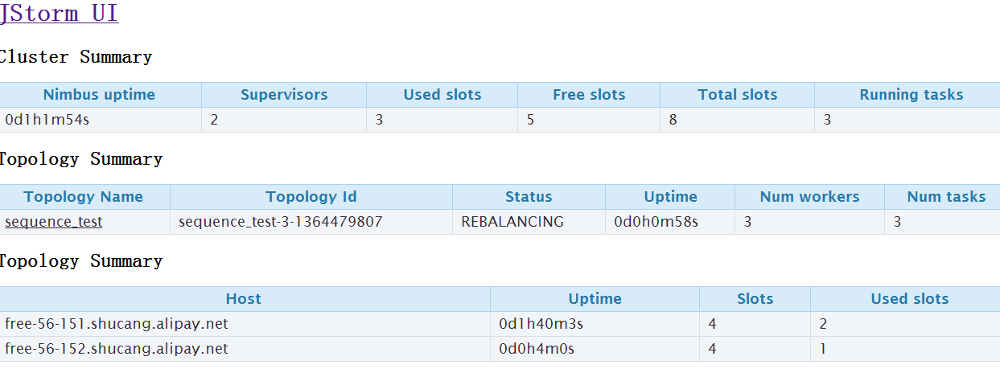 JStorm UI
Cluster Summary
Nimbus uptime Supervisors Used slots Free slots Total slots Running tasks
0d1h1m54s 2 3 5 8 3
Topology Summary
Topology Name Topology Id Status Uptime Num workers Num tasks
sequence_test sequence_test-3-1364479807 REBALANCING 0d0h0m58s 3 3
Topology Summary
Host Uptime Slots Used slots
free-56-151.shucang.alipay.net 0d1h40m3s 4 2
free-56-152.shucang.alipay.net 0d0h4m0s 4 1